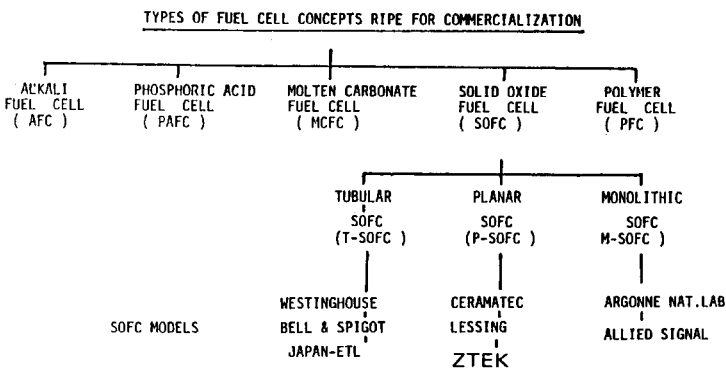 TYPES OF FUEL CELL CONCEPTS RIPE FOR COMMERCIALIZATION
ALKALI FUEL CELL ( AFC )
PHOSPHORIC ACID FUEL CELL ( PAFC )
MOLTEN CARBONATE FUEL CELL ( MCFC )
SOLID OXIDE FUEL CELL ( SOFC )
POLYMER FUEL CELL ( PFC )
TUBULAR SOFC (T-SOFC )
PLANAR SOFC (P-SOFC )
MONOLITHIC SOFC M-SOFC )
SOFC MODELS
WESTINGHOUSE
BELL & SPIGOT
JAPAN-ETL
CERAMATEC
LESSING
ZTEK
ARGONNE NAT.LAB
ALLIED SIGNAL